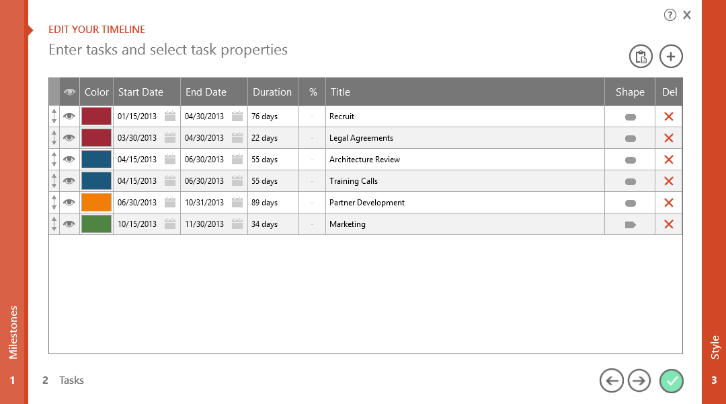 EDIT YOUR TIMELINE
Enter tasks and select task properties
Color Start Date End Date Duration % Title Shape Del
01/15/2013 04/30/2013 76 days - Recruit
03/30/2013 04/30/2013 22 days - Legal Agreements
04/15/2013 06/30/2013 55 days - Architecture Review
04/15/2013 06/30/2013 55 days - Training Calls
06/30/2013 10/31/2013 89 days - Partner Development
10/15/2013 11/30/2013 34 days - Marketing
Milestones
1
2 Tasks
Style
3